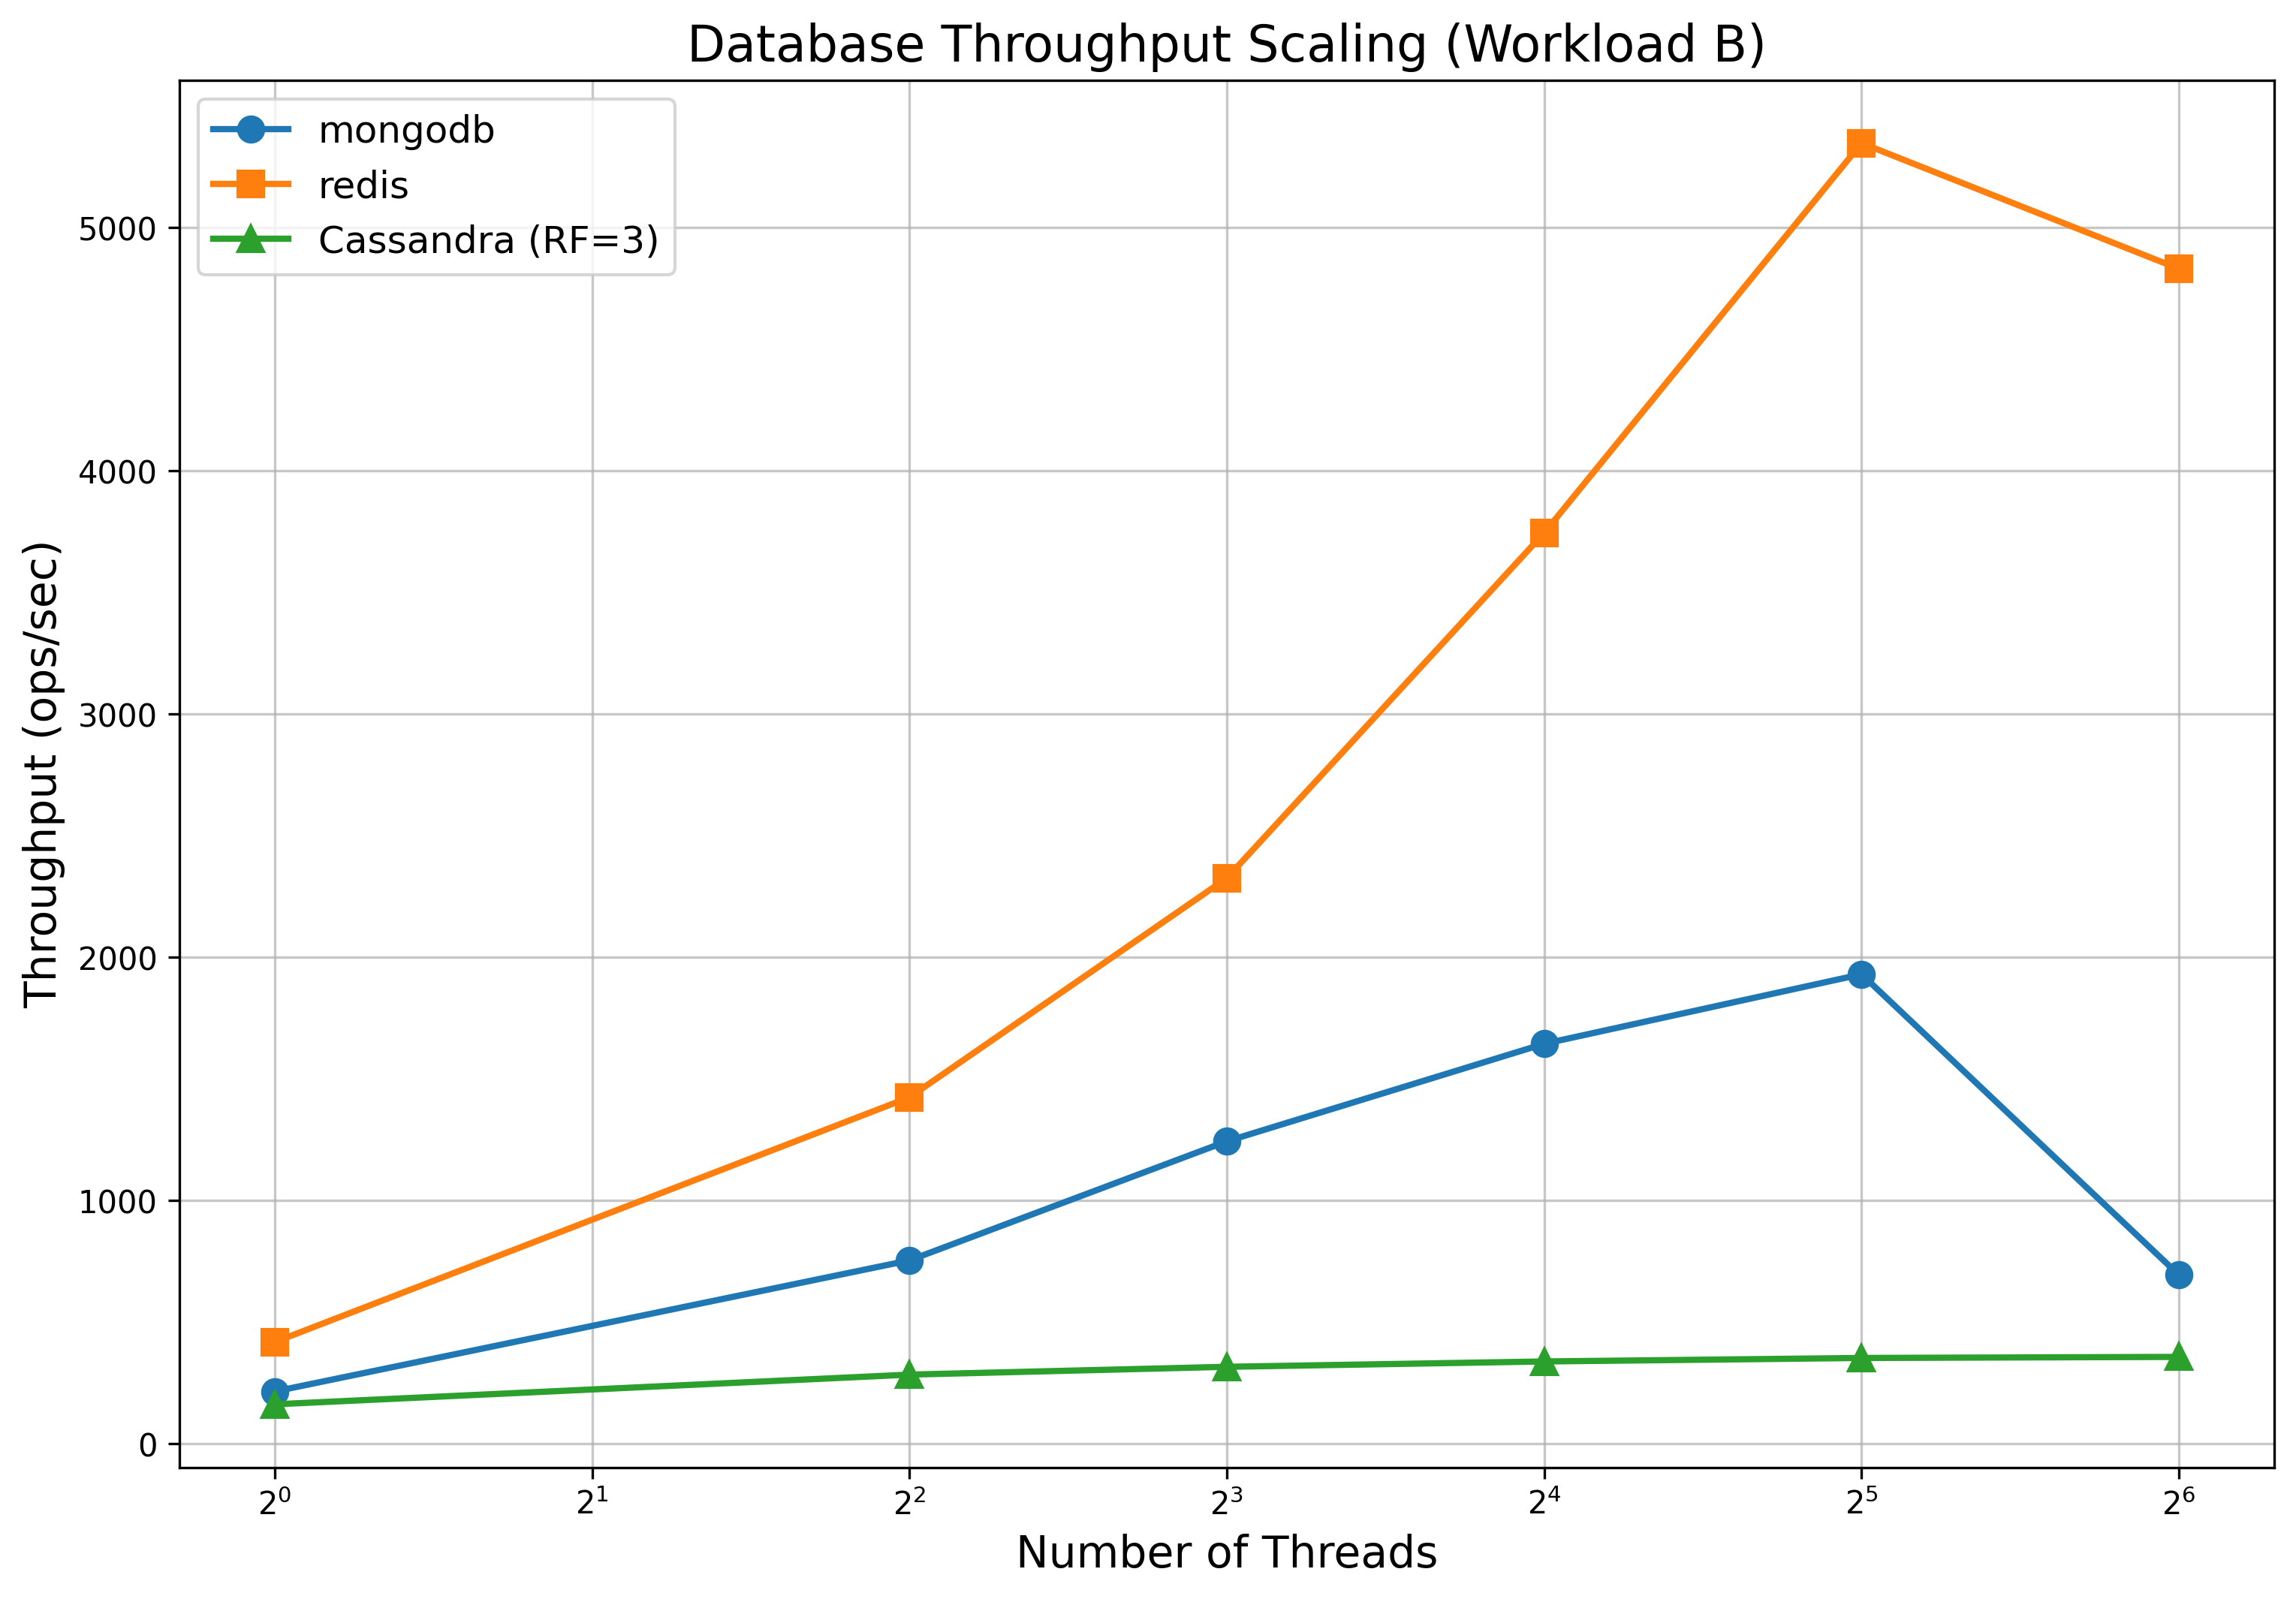 Database Throughput Scaling (Workload B)
mongodb
redis
Cassandra (RF=3)
Throughput (ops/sec)
5000
4000
3000
2000
1000
0
2⁰ 2¹ 2² 2³ 2⁴ 2⁵ 2⁶
Number of Threads